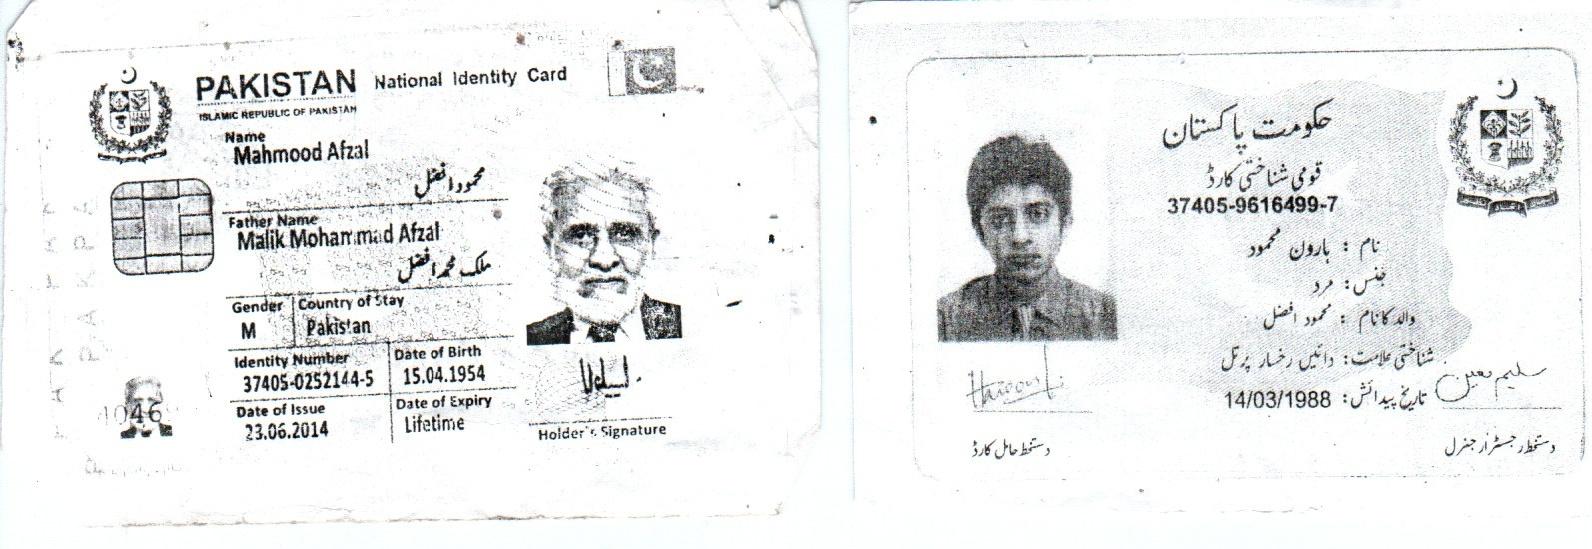 PAKISTAN National Identity Card
ISLAMIC REPUBLIC OF PAKISTAN
Name
Mahmood Afzal
محمود افضل
Father Name
Malik Mohammad Afzal
ملک محمد افضل
Gender Country of Stay
M Pakistan
Identity Number Date of Birth
37405-0252144-5 15.04.1954
Date of Issue Date of Expiry
23.06.2014 Lifetime
Holder's Signature
4046
حکومت پاکستان
قومی شناختی کارڈ
37405-9616499-7
نام : ہارون محمود
جنس: مرد
والد کا نام : محمود افضل
شناختی علامت: دائیں رخسار پر تل
تاریخ پیدائش: 14/03/1988
Haroon
سلیم معین
دستخط حامل کارڈ
دستخط رجسٹرار جنرل